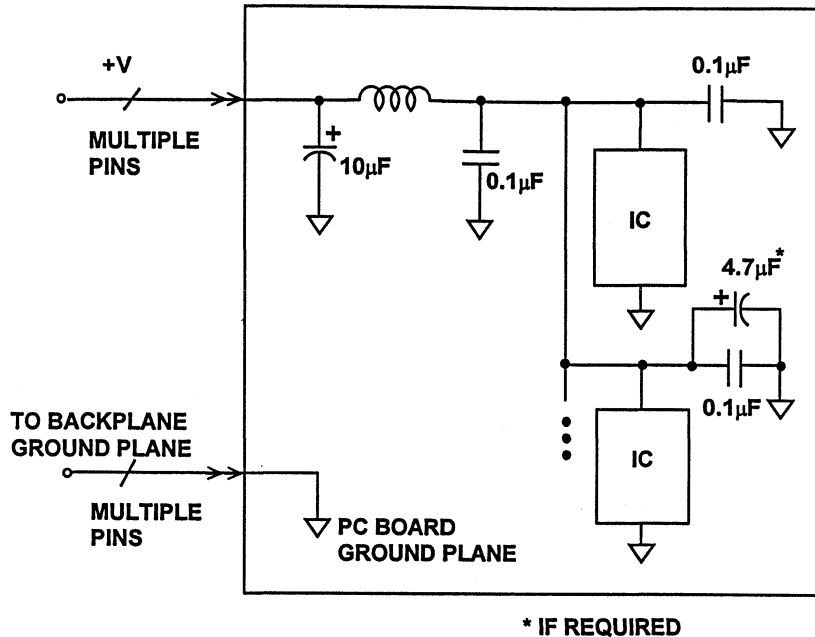 +V
MULTIPLE
PINS
+
10µF
0.1µF
0.1µF
IC
4.7µF*
+
0.1µF
IC
TO BACKPLANE
GROUND PLANE
MULTIPLE
PINS
PC BOARD
GROUND PLANE
* IF REQUIRED